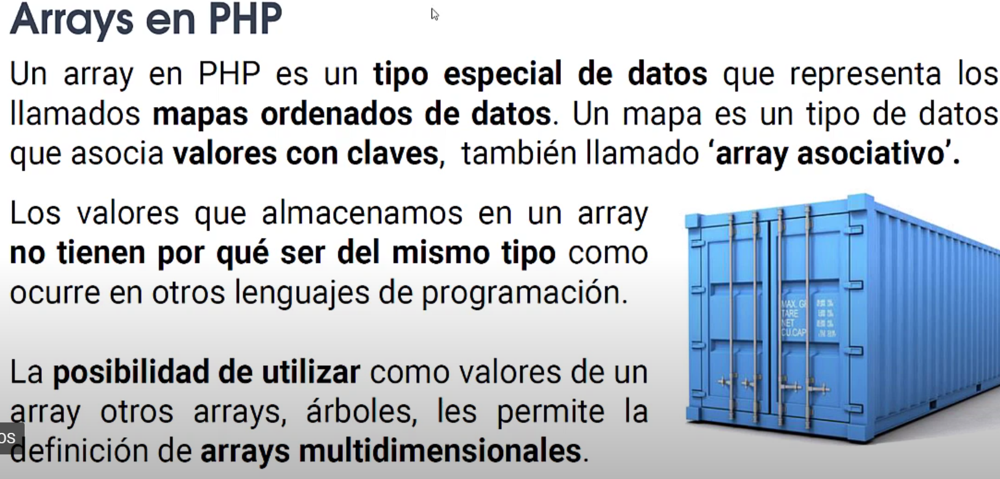 Arrays en PHP
Un array en PHP es un tipo especial de datos que representa los
llamados mapas ordenados de datos. Un mapa es un tipo de datos
que asocia valores con claves, también llamado ‘array asociativo’.
Los valores que almacenamos en un array
no tienen por qué ser del mismo tipo como
ocurre en otros lenguajes de programación.
MAX. G
TARE
NET
CU.CAP
La posibilidad de utilizar como valores de un
array otros arrays, árboles, les permite la
os
definición de arrays multidimensionales.